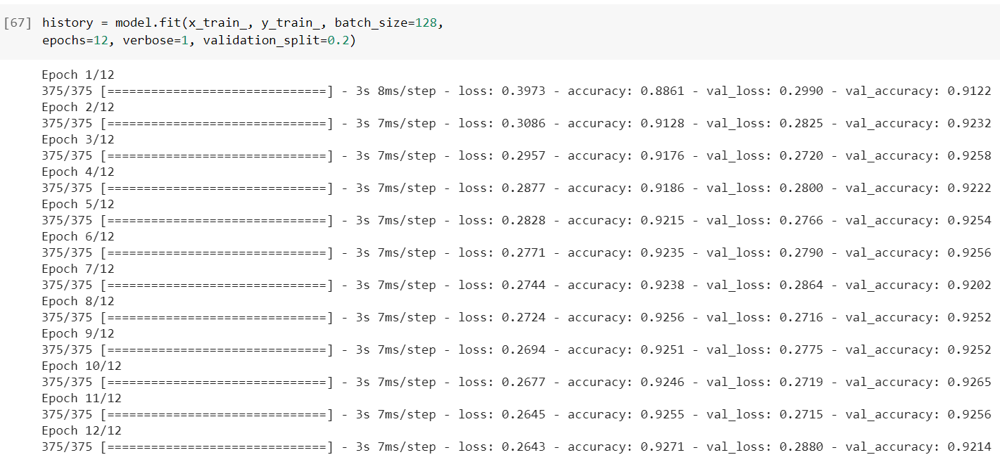 [67] history = model.fit(x_train_, y_train_, batch_size=128,
epochs=12, verbose=1, validation_split=0.2)
Epoch 1/12
375/375 [==============================] - 3s 8ms/step - loss: 0.3973 - accuracy: 0.8861 - val_loss: 0.2990 - val_accuracy: 0.9122
Epoch 2/12
375/375 [==============================] - 3s 7ms/step - loss: 0.3086 - accuracy: 0.9128 - val_loss: 0.2825 - val_accuracy: 0.9232
Epoch 3/12
375/375 [==============================] - 3s 7ms/step - loss: 0.2957 - accuracy: 0.9176 - val_loss: 0.2720 - val_accuracy: 0.9258
Epoch 4/12
375/375 [==============================] - 3s 7ms/step - loss: 0.2877 - accuracy: 0.9186 - val_loss: 0.2800 - val_accuracy: 0.9222
Epoch 5/12
375/375 [==============================] - 3s 7ms/step - loss: 0.2828 - accuracy: 0.9215 - val_loss: 0.2766 - val_accuracy: 0.9254
Epoch 6/12
375/375 [==============================] - 3s 7ms/step - loss: 0.2771 - accuracy: 0.9235 - val_loss: 0.2790 - val_accuracy: 0.9256
Epoch 7/12
375/375 [==============================] - 3s 7ms/step - loss: 0.2744 - accuracy: 0.9238 - val_loss: 0.2864 - val_accuracy: 0.9202
Epoch 8/12
375/375 [==============================] - 3s 7ms/step - loss: 0.2724 - accuracy: 0.9256 - val_loss: 0.2716 - val_accuracy: 0.9252
Epoch 9/12
375/375 [==============================] - 3s 7ms/step - loss: 0.2694 - accuracy: 0.9251 - val_loss: 0.2775 - val_accuracy: 0.9252
Epoch 10/12
375/375 [==============================] - 3s 7ms/step - loss: 0.2677 - accuracy: 0.9246 - val_loss: 0.2719 - val_accuracy: 0.9265
Epoch 11/12
375/375 [==============================] - 3s 7ms/step - loss: 0.2645 - accuracy: 0.9255 - val_loss: 0.2715 - val_accuracy: 0.9256
Epoch 12/12
375/375 [==============================] - 3s 7ms/step - loss: 0.2643 - accuracy: 0.9271 - val_loss: 0.2880 - val_accuracy: 0.9214